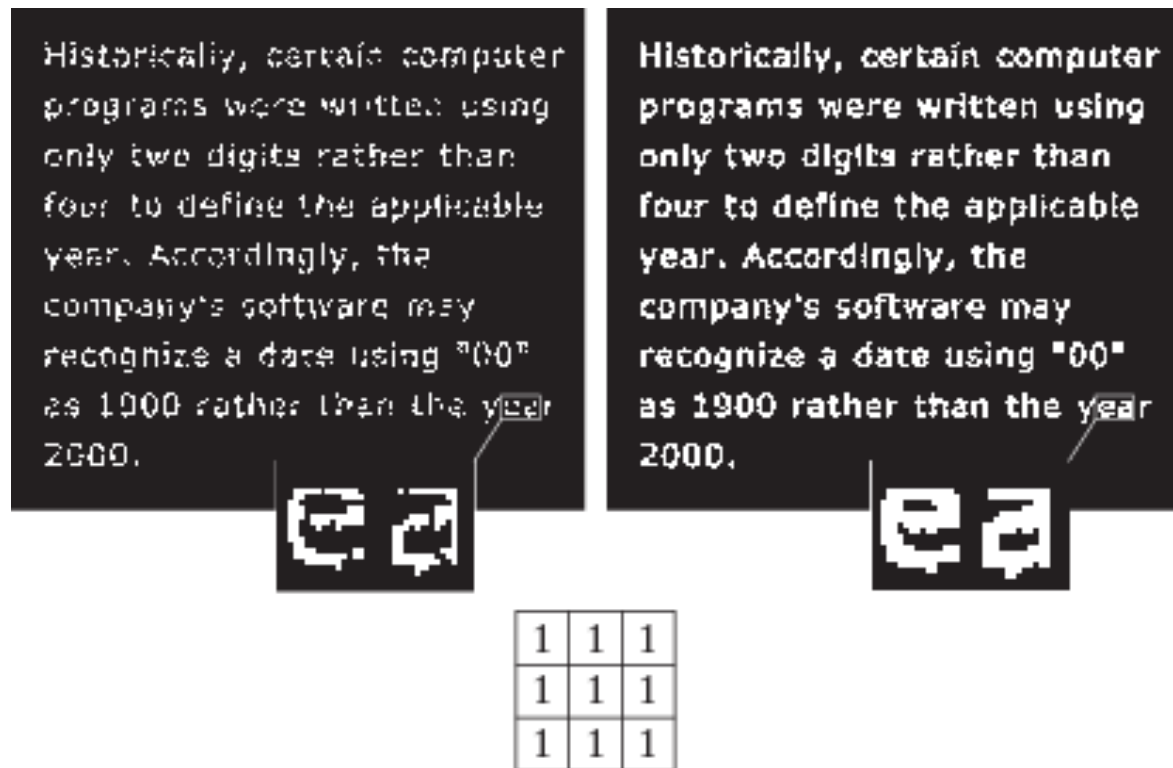 Historically, certain computer
programs were written using
only two digits rather than
four to define the applicable
year. Accordingly, the
company's software may
recognize a date using "00"
as 1900 rather than the year
2000.
e a
Historically, certain computer
programs were written using
only two digits rather than
four to define the applicable
year. Accordingly, the
company's software may
recognize a date using "00"
as 1900 rather than the year
2000.
e a
1 1 1
1 1 1
1 1 1